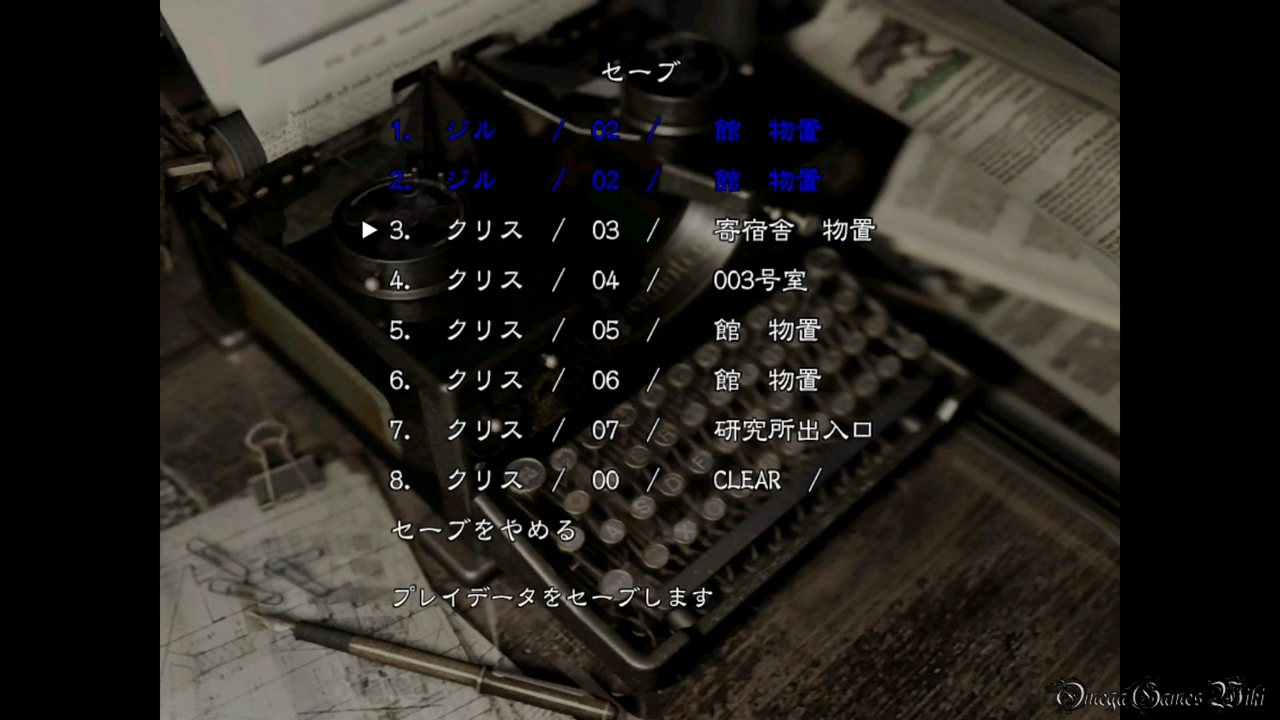 セーブ
1. ジル / 02 / 館 物置
2. ジル / 02 / 館 物置
▶3. クリス / 03 / 寄宿舎 物置
4. クリス / 04 / 003号室
5. クリス / 05 / 館 物置
6. クリス / 06 / 館 物置
7. クリス / 07 / 研究所出入口
8. クリス / 00 / CLEAR /
セーブをやめる
プレイデータをセーブします
Omega Games Wiki